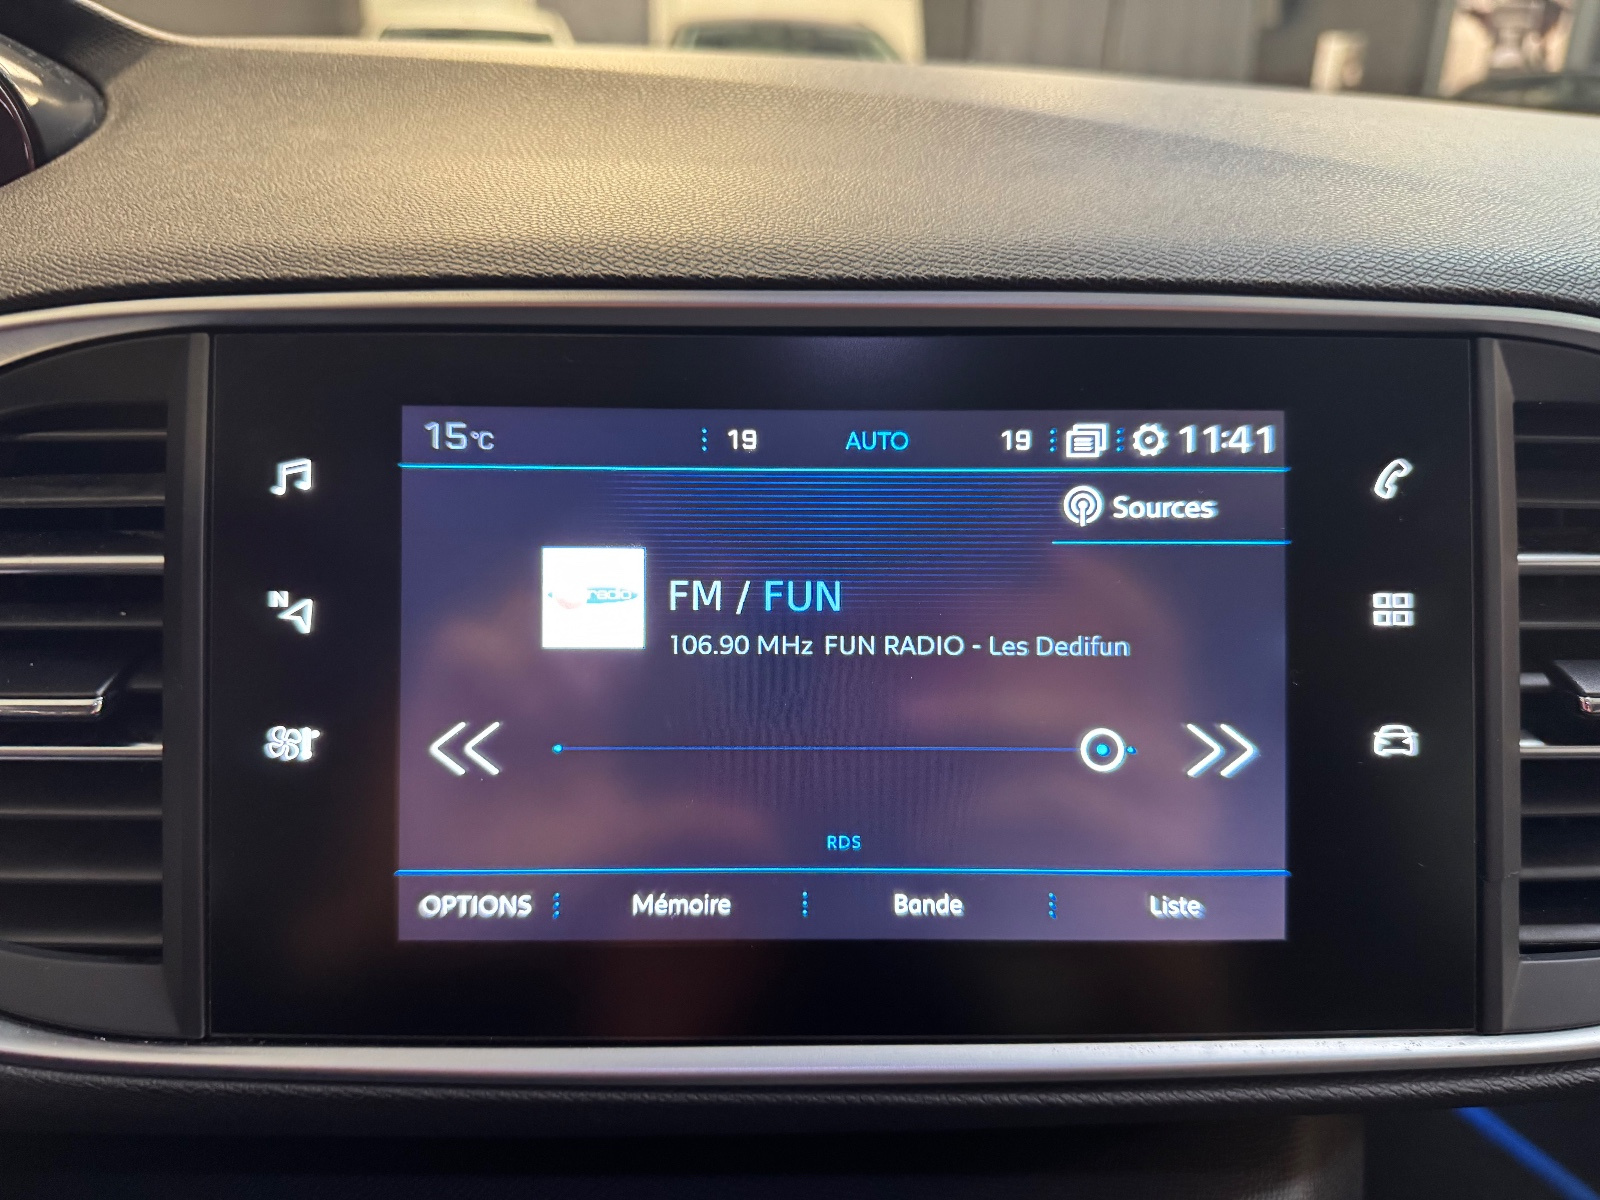 15°C 19 AUTO 19 11:41
Sources
radio
FM / FUN
106.90 MHz FUN RADIO - Les Dedifun
N
RDS
OPTIONS Mémoire Bande Liste